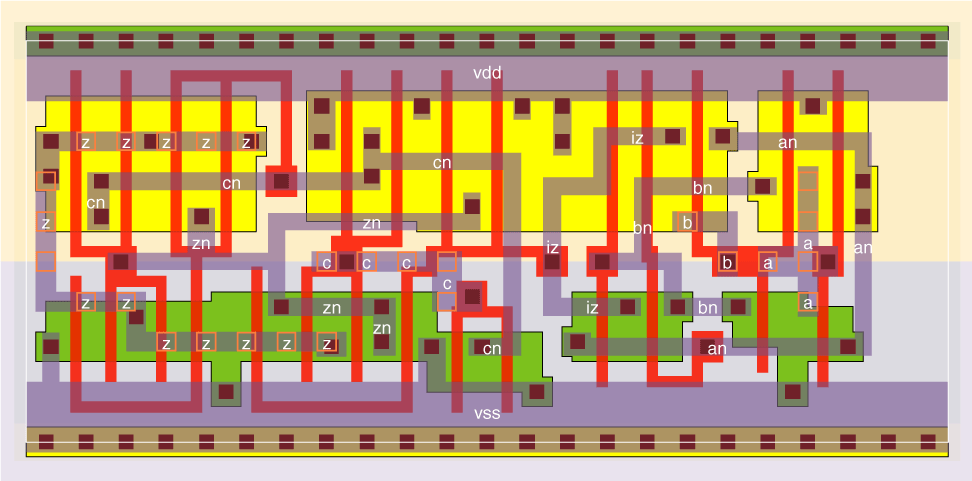 vdd
z z z z z iz an
cn
cn bn
cn
z zn b bn
zn a
iz an
c c c b a
c
z z zn iz bn
zn
z z z z z cn an
vss